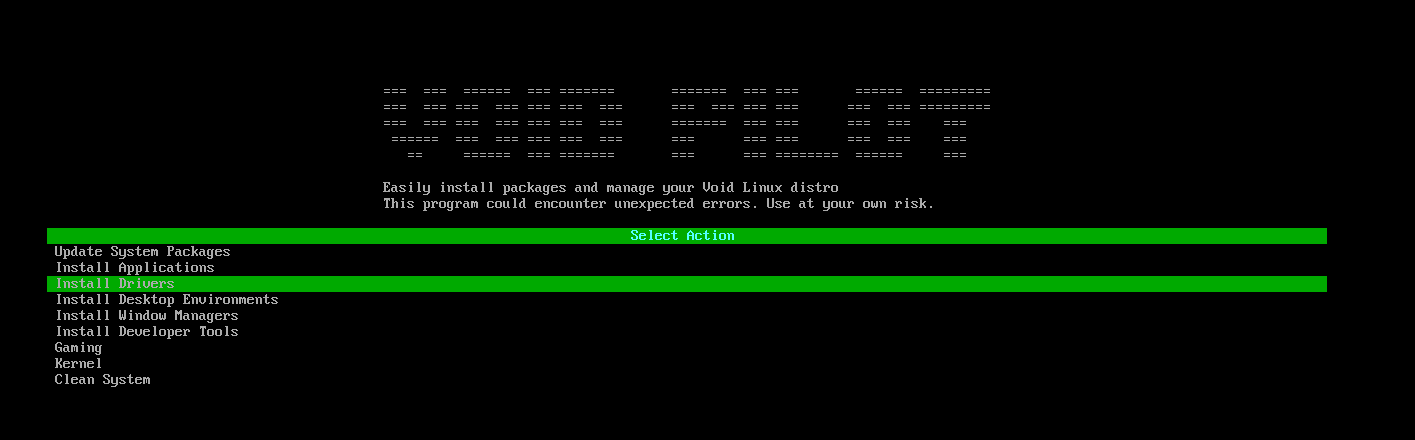 VOID PILOT
Easily install packages and manage your Void Linux distro
This program could encounter unexpected errors. Use at your own risk.
Select Action
Update System Packages
Install Applications
Install Drivers
Install Desktop Environments
Install Window Managers
Install Developer Tools
Gaming
Kernel
Clean System